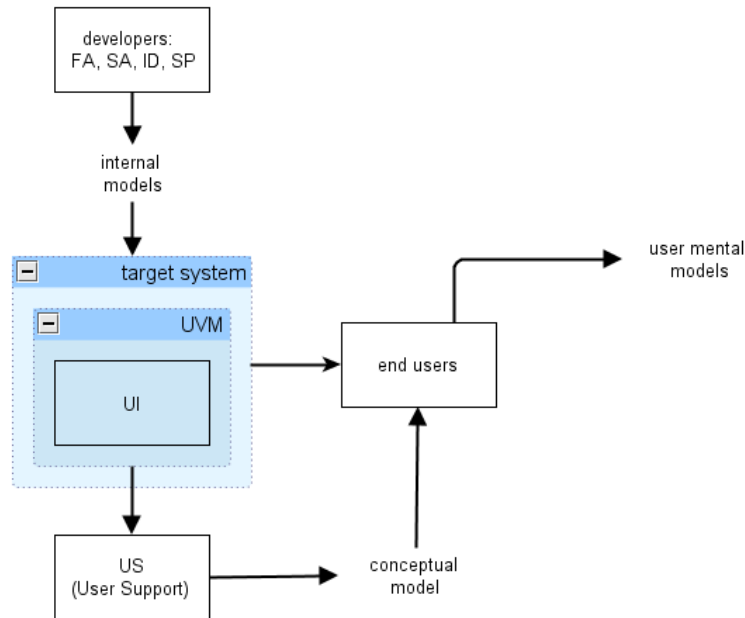 developers:
FA, SA, ID, SP
internal
models
target system
UVM
UI
end users
user mental
models
US
(User Support)
conceptual
model